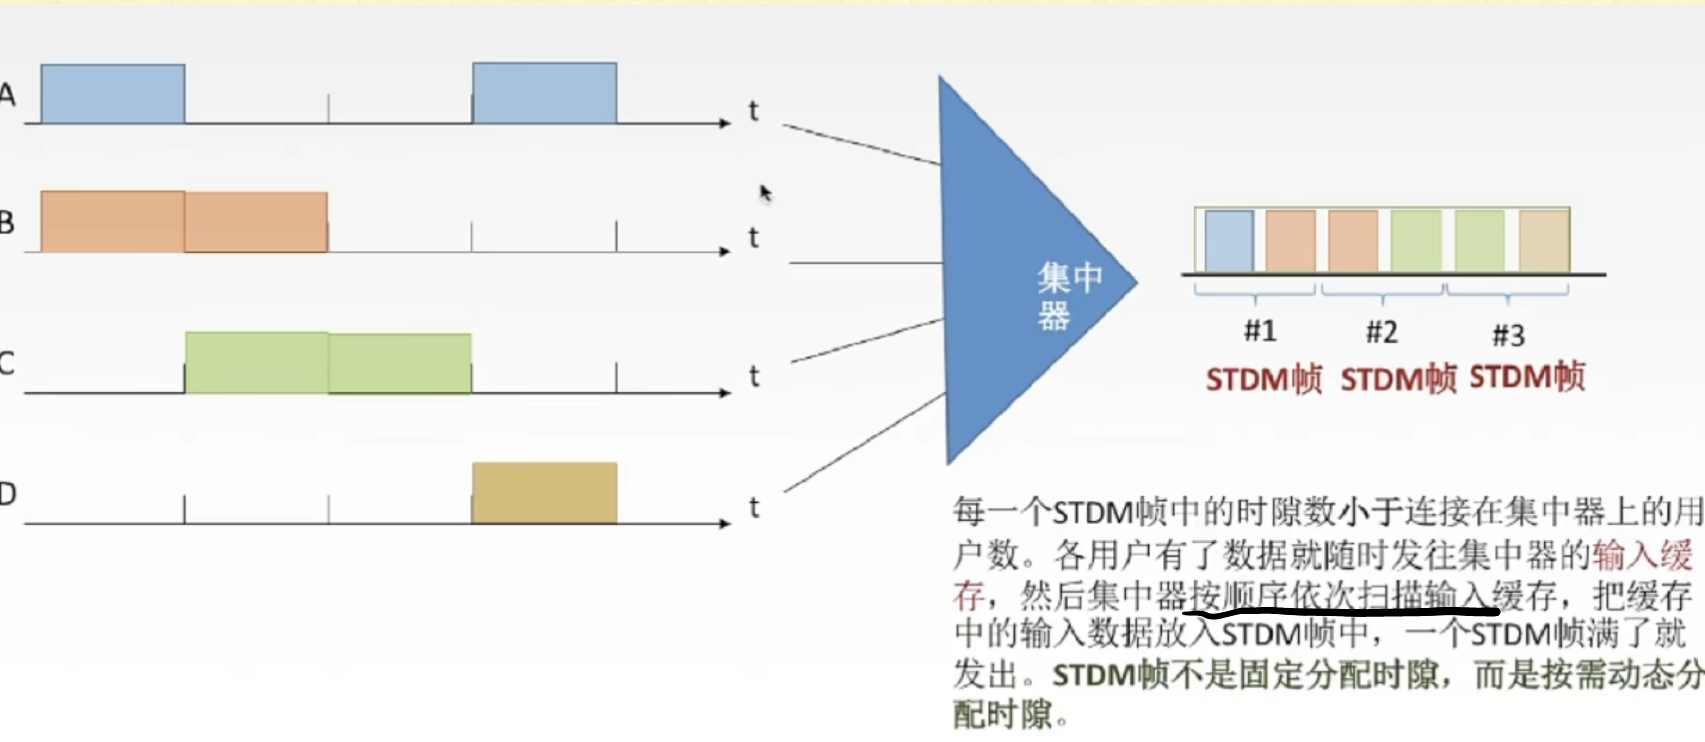 A
t
B
t
集中
器
C
t
D
t
#1
#2
#3
STDM帧
STDM帧
STDM帧
每一个STDM帧中的时隙数小于连接在集中器上的用
户数。各用户有了数据就随时发往集中器的输入缓
存，然后集中器按顺序依次扫描输入缓存，把缓存
中的输入数据放入STDM帧中，一个STDM帧满了就
发出。STDM帧不是固定分配时隙，而是按需动态分
配时隙。